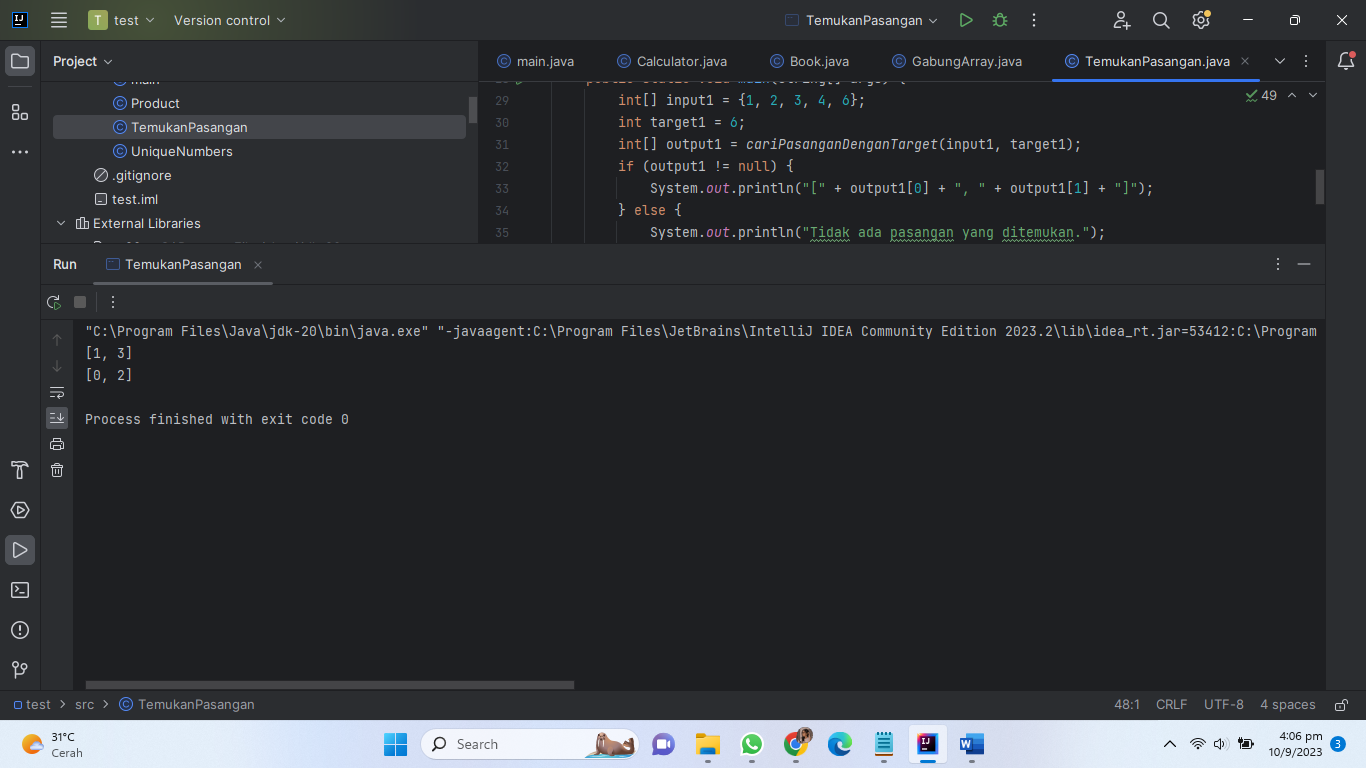 T test Version control TemukanPasangan
Project
main.java Calculator.java Book.java GabungArray.java TemukanPasangan.java
main
Product
TemukanPasangan
UniqueNumbers
.gitignore
test.iml
External Libraries
public static void main(String[] args) {
29 int[] input1 = {1, 2, 3, 4, 6};
30 int target1 = 6;
31 int[] output1 = cariPasanganDenganTarget(input1, target1);
32 if (output1 != null) {
33 System.out.println("[" + output1[0] + ", " + output1[1] + "]");
34 } else {
35 System.out.println("Tidak ada pasangan yang ditemukan.");
49
Run TemukanPasangan
"C:\Program Files\Java\jdk-20\bin\java.exe" "-javaagent:C:\Program Files\JetBrains\IntelliJ IDEA Community Edition 2023.2\lib\idea_rt.jar=53412:C:\Program
[1, 3]
[0, 2]
Process finished with exit code 0
test > src > TemukanPasangan
48:1 CRLF UTF-8 4 spaces
31°C
Cerah
Search
4:06 pm
10/9/2023
3